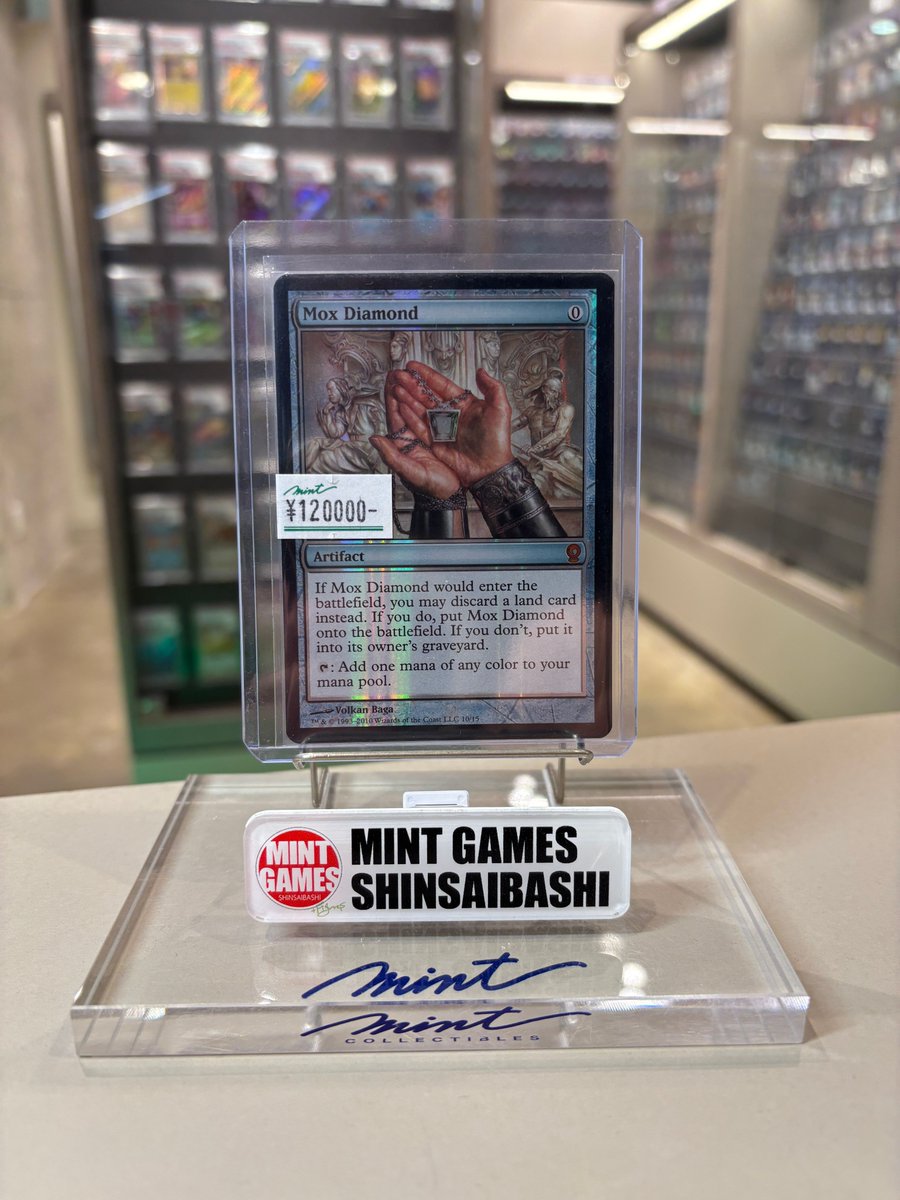 Mox Diamond
0
mint
¥120000-
Artifact
If Mox Diamond would enter the
battlefield, you may discard a land card
instead. If you do, put Mox Diamond
onto the battlefield. If you don't, put it
into its owner's graveyard.
: Add one mana of any color to your
mana pool.
Volkan Baga
™ & © 1993–2010 Wizards of the Coast LLC 10/15
MINT
GAMES
SHINSAIBASHI
MINT GAMES
SHINSAIBASHI
mint
mint
COLLECTIBLES